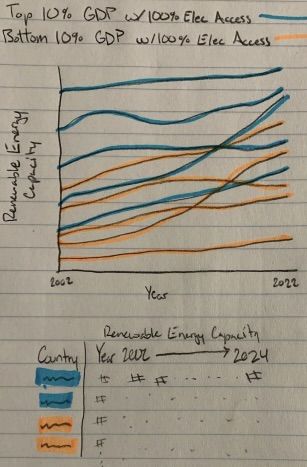 Top 10% GDP w/100% Elec Access
Bottom 10% GDP w/100% Elec Access
Renewable Energy
Capacity
2002
2022
Year
Renewable Energy Capacity
Country Year 2002 → 2024
# # # ..... #
# . . . . .
#
#